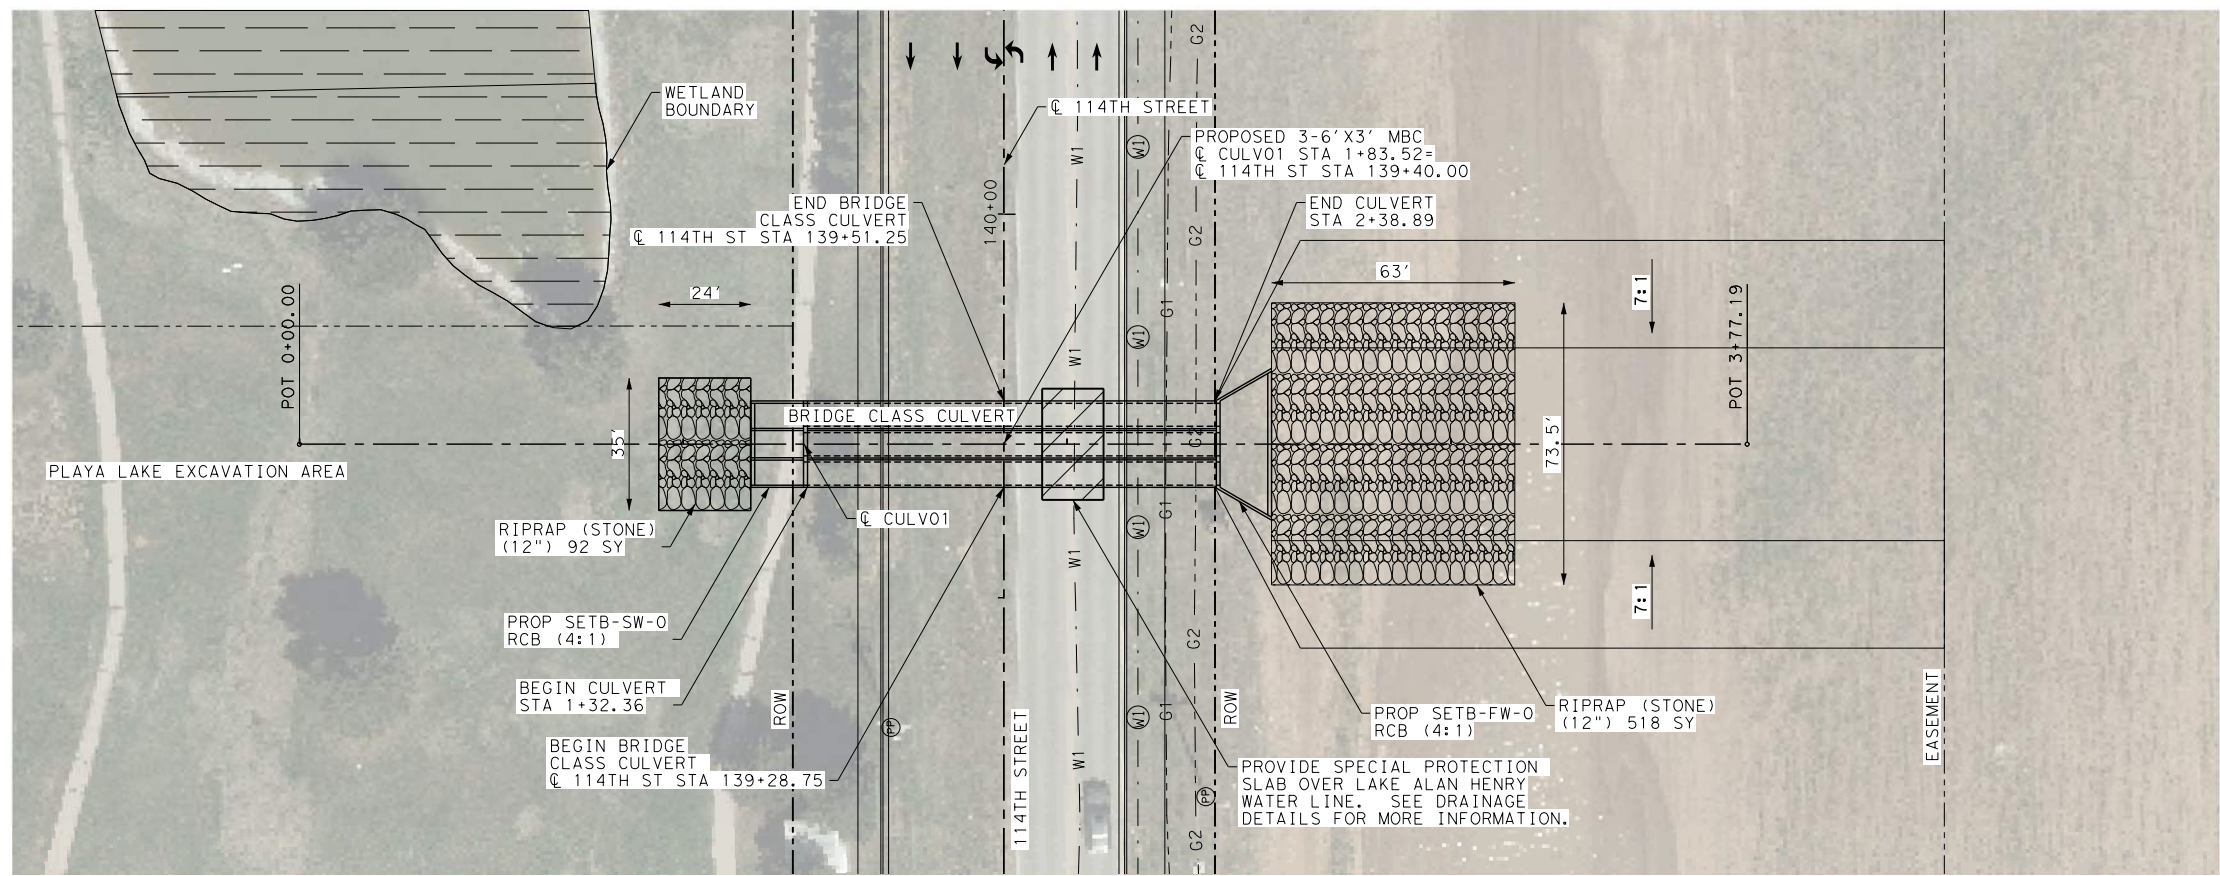 WETLAND
BOUNDARY
℄ 114TH STREET
PROPOSED 3-6'X3' MBC
℄ CULV01 STA 1+83.52=
℄ 114TH ST STA 139+40.00
END BRIDGE
CLASS CULVERT
℄ 114TH ST STA 139+51.25
140+00
END CULVERT
STA 2+38.89
24'
63'
7:1
POT 0+00.00
POT 3+77.19
35'
BRIDGE CLASS CULVERT
73.5'
PLAYA LAKE EXCAVATION AREA
RIPRAP (STONE)
(12") 92 SY
℄ CULV01
7:1
PROP SETB-SW-0
RCB (4:1)
BEGIN CULVERT
STA 1+32.36
ROW
BEGIN BRIDGE
CLASS CULVERT
℄ 114TH ST STA 139+28.75
114TH STREET
ROW
PROP SETB-FW-0
RCB (4:1)
RIPRAP (STONE)
(12") 518 SY
EASEMENT
PROVIDE SPECIAL PROTECTION
SLAB OVER LAKE ALAN HENRY
WATER LINE. SEE DRAINAGE
DETAILS FOR MORE INFORMATION.
W1
W1
W1
W1
W1
W1
W1
W1
G1
G1
G1
G2
G2
G2
G2
G2
PP
PP